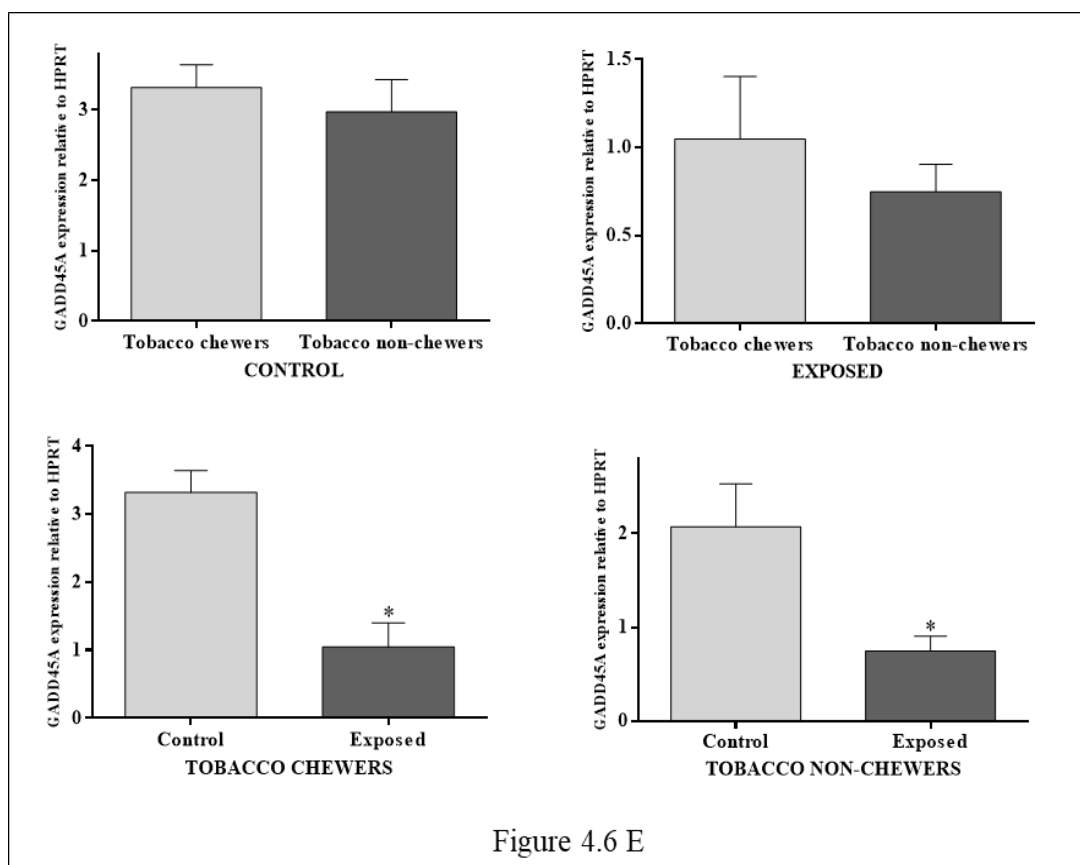 GADD45A expression relative to HPRT
3
2
1
0
Tobacco chewers Tobacco non-chewers
CONTROL
GADD45A expression relative to HPRT
1.5
1.0
0.5
0.0
Tobacco chewers Tobacco non-chewers
EXPOSED
GADD45A expression relative to HPRT
4
3
2
1
0
*
Control Exposed
TOBACCO CHEWERS
GADD45A expression relative to HPRT
2
1
0
*
Control Exposed
TOBACCO NON-CHEWERS
Figure 4.6 E